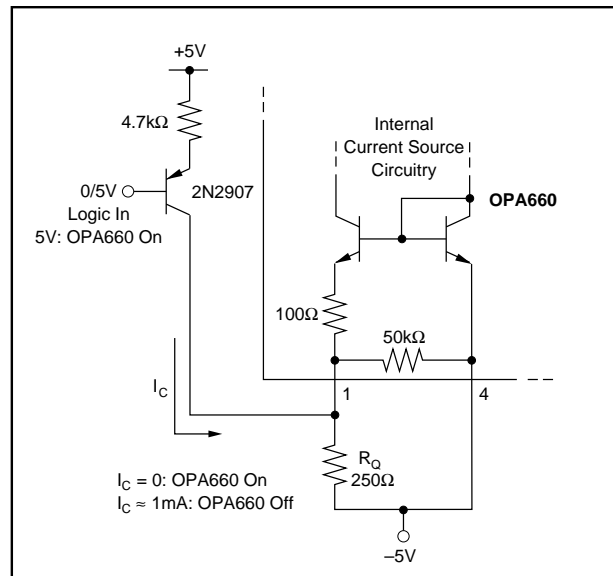 +5V
4.7kΩ
0/5V
2N2907
Logic In
5V: OPA660 On
Internal
Current Source
Circuitry
OPA660
100Ω
50kΩ
I_C
1
4
R_Q
250Ω
I_C = 0: OPA660 On
I_C ≈ 1mA: OPA660 Off
–5V